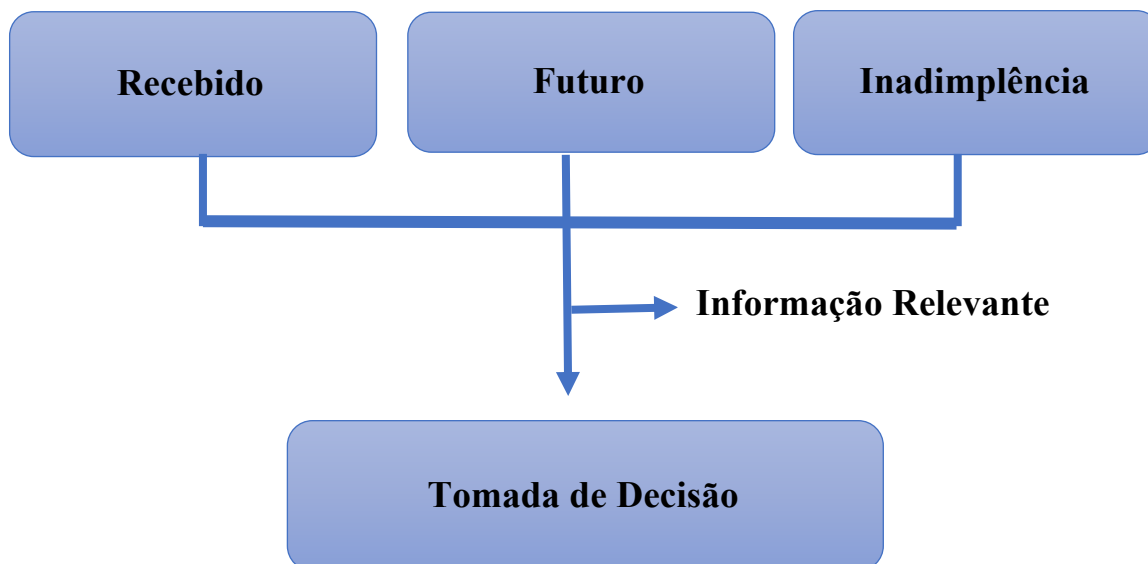 Recebido
Futuro
Inadimplência
Informação Relevante
Tomada de Decisão